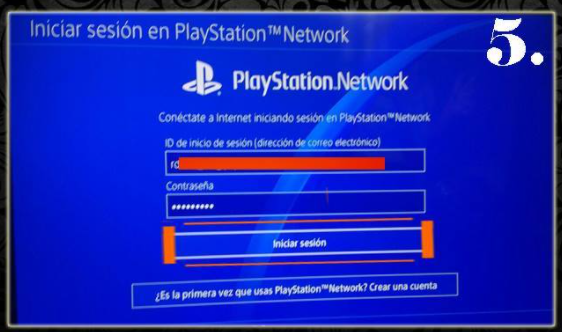 Iniciar sesión en PlayStation™Network
5.
PlayStation.Network
Conéctate a Internet iniciando sesión en PlayStation™Network
ID de inicio de sesión (dirección de correo electrónico)
Contraseña
•••••••••
Iniciar sesión
¿Es la primera vez que usas PlayStation™Network? Crear una cuenta